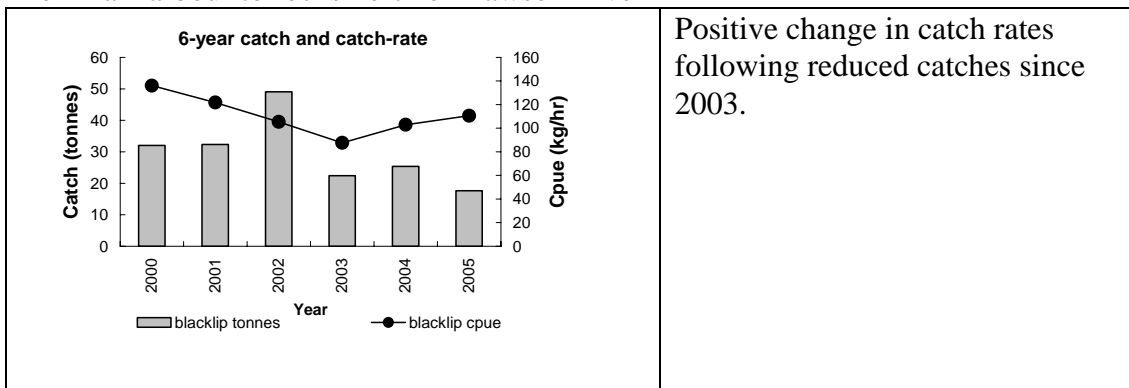 6-year catch and catch-rate
Catch (tonnes)
60
50
40
30
20
10
0
160
140
120
100
80
60
40
20
0
Cpue (kg/hr)
2000
2001
2002
2003
2004
2005
Year
blacklip tonnes
blacklip cpue
Positive change in catch rates
following reduced catches since
2003.